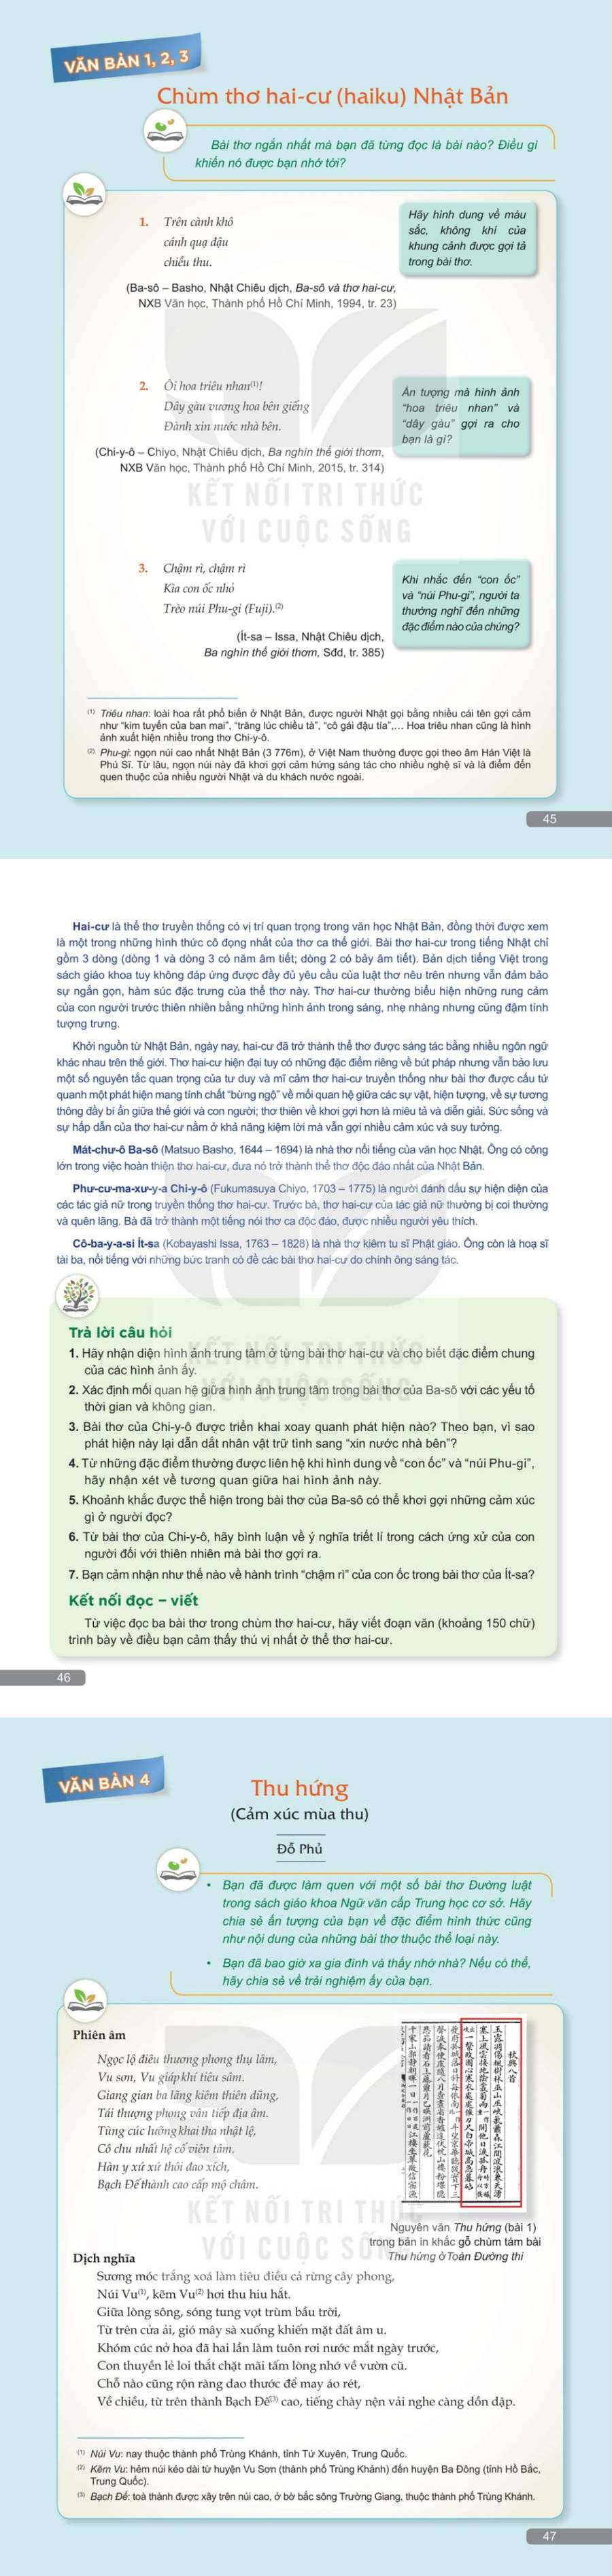 VĂN BẢN 1, 2, 3
Chùm thơ hai-cư (haiku) Nhật Bản
Bài thơ ngắn nhất mà bạn đã từng đọc là bài nào? Điều gì
khiến nó được bạn nhớ tới?
1. Trên cành khô
cánh quạ đậu
chiều thu.
Hãy hình dung về màu
sắc, không khí của
khung cảnh được gợi tả
trong bài thơ.
(Ba-sô – Basho, Nhật Chiêu dịch, Ba-sô và thơ hai-cư,
NXB Văn học, Thành phố Hồ Chí Minh, 1994, tr. 23)
2. Ôi hoa triêu nhan(1)!
Dây gàu vương hoa bên giếng
Đành xin nước nhà bên.
Ấn tượng mà hình ảnh
"hoa triêu nhan" và
"dây gàu" gợi ra cho
bạn là gì?
(Chi-y-ô – Chiyo, Nhật Chiêu dịch, Ba nghìn thế giới thơm,
NXB Văn học, Thành phố Hồ Chí Minh, 2015, tr. 314)
KẾT NỐI TRI THỨC
VỚI CUỘC SỐNG
3. Chậm rì, chậm rì
Kìa con ốc nhỏ
Trèo núi Phu-gi (Fuji).(2)
Khi nhắc đến "con ốc"
và "núi Phu-gi", người ta
thường nghĩ đến những
đặc điểm nào của chúng?
(Ít-sa – Issa, Nhật Chiêu dịch,
Ba nghìn thế giới thơm, Sđd, tr. 385)
(1) Triêu nhan: loài hoa rất phổ biến ở Nhật Bản, được người Nhật gọi bằng nhiều cái tên gợi cảm
như "kim tuyến của ban mai", "trăng lúc chiều tà", "cô gái đậu tía",... Hoa triêu nhan cũng là hình
ảnh xuất hiện nhiều trong thơ Chi-y-ô.
(2) Phu-gi: ngọn núi cao nhất Nhật Bản (3 776m), ở Việt Nam thường được gọi theo âm Hán Việt là
Phú Sĩ. Từ lâu, ngọn núi này đã khơi gợi cảm hứng sáng tác cho nhiều nghệ sĩ và là điểm đến
quen thuộc của nhiều người Nhật và du khách nước ngoài.
45
Hai-cư là thể thơ truyền thống có vị trí quan trọng trong văn học Nhật Bản, đồng thời được xem
là một trong những hình thức cô đọng nhất của thơ ca thế giới. Bài thơ hai-cư trong tiếng Nhật chỉ
gồm 3 dòng (dòng 1 và dòng 3 có năm âm tiết; dòng 2 có bảy âm tiết). Bản dịch tiếng Việt trong
sách giáo khoa tuy không đáp ứng được đầy đủ yêu cầu của luật thơ nêu trên nhưng vẫn đảm bảo
sự ngắn gọn, hàm súc đặc trưng của thể thơ này. Thơ hai-cư thường biểu hiện những rung cảm
của con người trước thiên nhiên bằng những hình ảnh trong sáng, nhẹ nhàng nhưng cũng đậm tính
tượng trưng.
Khởi nguồn từ Nhật Bản, ngày nay, hai-cư đã trở thành thể thơ được sáng tác bằng nhiều ngôn ngữ
khác nhau trên thế giới. Thơ hai-cư hiện đại tuy có những đặc điểm riêng về bút pháp nhưng vẫn bảo lưu
một số nguyên tắc quan trọng của tư duy và mĩ cảm thơ hai-cư truyền thống như bài thơ được cấu tứ
quanh một phát hiện mang tính chất "bừng ngộ" về mối quan hệ giữa các sự vật, hiện tượng, về sự tương
thông đầy bí ẩn giữa thế giới và con người; thơ thiên về khơi gợi hơn là miêu tả và diễn giải. Sức sống và
sự hấp dẫn của thơ hai-cư nằm ở khả năng kiệm lời mà vẫn gợi nhiều cảm xúc và suy tưởng.
Mát-chư-ô Ba-sô (Matsuo Basho, 1644 – 1694) là nhà thơ nổi tiếng của văn học Nhật. Ông có công
lớn trong việc hoàn thiện thơ hai-cư, đưa nó trở thành thể thơ độc đáo nhất của Nhật Bản.
Phư-cư-ma-xư-y-a Chi-y-ô (Fukumasuya Chiyo, 1703 – 1775) là người đánh dấu sự hiện diện của
các tác giả nữ trong truyền thống thơ hai-cư. Trước bà, thơ hai-cư của tác giả nữ thường bị coi thường
và quên lãng. Bà đã trở thành một tiếng nói thơ ca độc đáo, được nhiều người yêu thích.
Cô-ba-y-a-si Ít-sa (Kobayashi Issa, 1763 – 1828) là nhà thơ kiêm tu sĩ Phật giáo. Ông còn là hoạ sĩ
tài ba, nổi tiếng với những bức tranh có đề các bài thơ hai-cư do chính ông sáng tác.
Trả lời câu hỏi
KẾT NỐI TRI THỨC
VỚI CUỘC SỐNG
1. Hãy nhận diện hình ảnh trung tâm ở từng bài thơ hai-cư và cho biết đặc điểm chung
của các hình ảnh ấy.
2. Xác định mối quan hệ giữa hình ảnh trung tâm trong bài thơ của Ba-sô với các yếu tố
thời gian và không gian.
3. Bài thơ của Chi-y-ô được triển khai xoay quanh phát hiện nào? Theo bạn, vì sao
phát hiện này lại dẫn dắt nhân vật trữ tình sang "xin nước nhà bên"?
4. Từ những đặc điểm thường được liên hệ khi hình dung về "con ốc" và "núi Phu-gi",
hãy nhận xét về tương quan giữa hai hình ảnh này.
5. Khoảnh khắc được thể hiện trong bài thơ của Ba-sô có thể khơi gợi những cảm xúc
gì ở người đọc?
6. Từ bài thơ của Chi-y-ô, hãy bình luận về ý nghĩa triết lí trong cách ứng xử của con
người đối với thiên nhiên mà bài thơ gợi ra.
7. Bạn cảm nhận như thế nào về hành trình "chậm rì" của con ốc trong bài thơ của Ít-sa?
Kết nối đọc – viết
Từ việc đọc ba bài thơ trong chùm thơ hai-cư, hãy viết đoạn văn (khoảng 150 chữ)
trình bày về điều bạn cảm thấy thú vị nhất ở thể thơ hai-cư.
46
VĂN BẢN 4
Thu hứng
(Cảm xúc mùa thu)
Đỗ Phủ
• Bạn đã được làm quen với một số bài thơ Đường luật
trong sách giáo khoa Ngữ văn cấp Trung học cơ sở. Hãy
chia sẻ ấn tượng của bạn về đặc điểm hình thức cũng
như nội dung của những bài thơ thuộc thể loại này.
• Bạn đã bao giờ xa gia đình và thấy nhớ nhà? Nếu có thể,
hãy chia sẻ về trải nghiệm ấy của bạn.
Phiên âm
Ngọc lộ điêu thương phong thụ lâm,
Vu sơn, Vu giáp khí tiêu sâm.
Giang gian ba lãng kiêm thiên dũng,
Tái thượng phong vân tiếp địa âm.
Tùng cúc lưỡng khai tha nhật lệ,
Cô chu nhất hệ cố viên tâm.
Hàn y xứ xứ thôi đao xích,
Bạch Đế thành cao cấp mộ châm.
秋興八首
KẾT NỐI TRI THỨC
VỚI CUỘC SỐNG
Nguyên văn Thu hứng (bài 1)
trong bản in khắc gỗ chùm tám bài
Thu hứng ở Toàn Đường thi
Dịch nghĩa
Sương móc trắng xoá làm tiêu điều cả rừng cây phong,
Núi Vu(1), kẽm Vu(2) hơi thu hiu hắt.
Giữa lòng sông, sóng tung vọt trùm bầu trời,
Từ trên cửa ải, gió mây sà xuống khiến mặt đất âm u.
Khóm cúc nở hoa đã hai lần làm tuôn rơi nước mắt ngày trước,
Con thuyền lẻ loi thắt chặt mãi tấm lòng nhớ về vườn cũ.
Chỗ nào cũng rộn ràng dao thước để may áo rét,
Về chiều, từ trên thành Bạch Đế(3) cao, tiếng chày nện vải nghe càng dồn dập.
(1) Núi Vu: nay thuộc thành phố Trùng Khánh, tỉnh Tứ Xuyên, Trung Quốc.
(2) Kẽm Vu: hẻm núi kéo dài từ huyện Vu Sơn (thành phố Trùng Khánh) đến huyện Ba Đông (tỉnh Hồ Bắc,
Trung Quốc).
(3) Bạch Đế: toà thành được xây trên núi cao, ở bờ bắc sông Trường Giang, thuộc thành phố Trùng Khánh.
47